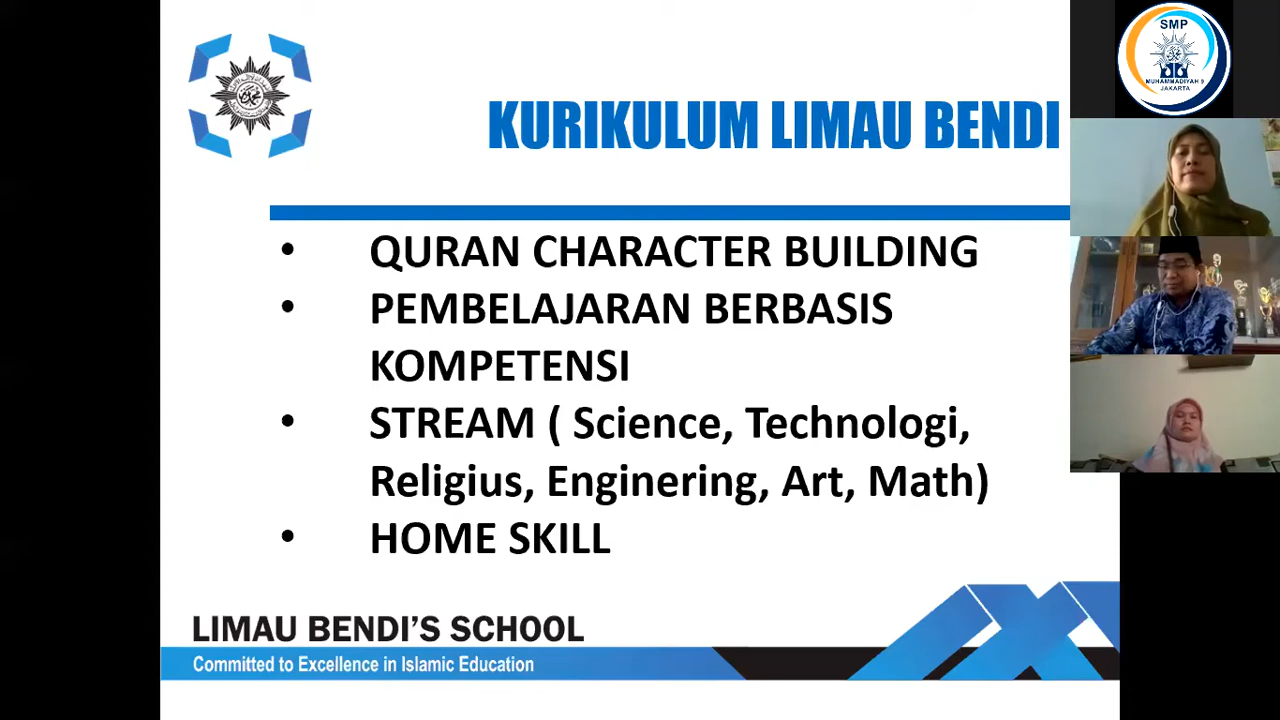 KURIKULUM LIMAU BENDI
• QURAN CHARACTER BUILDING
• PEMBELAJARAN BERBASIS
KOMPETENSI
• STREAM ( Science, Technologi,
Religius, Enginering, Art, Math)
• HOME SKILL
LIMAU BENDI’S SCHOOL
Committed to Excellence in Islamic Education
SMP
MUHAMMADIYAH 9
JAKARTA